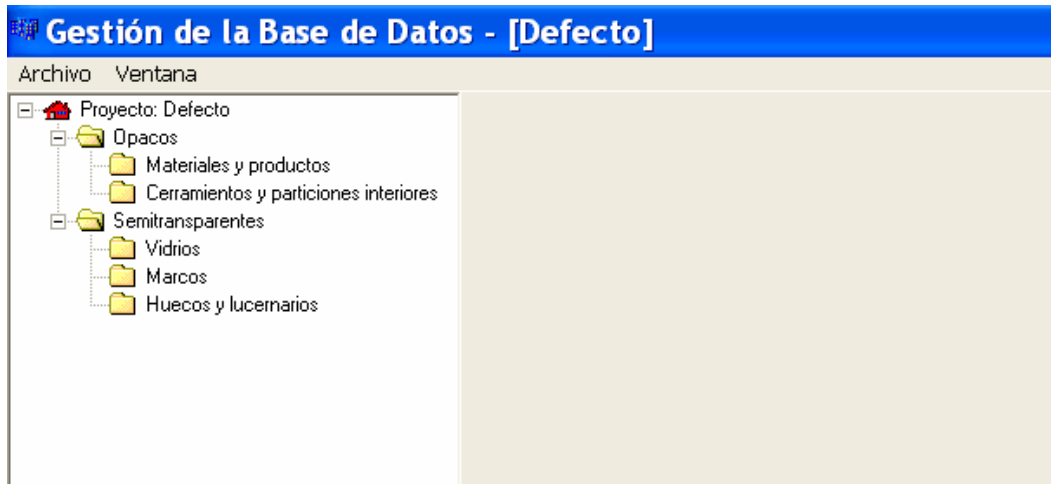 Gestión de la Base de Datos - [Defecto]
Archivo Ventana
Proyecto: Defecto
Opacos
Materiales y productos
Cerramientos y particiones interiores
Semitransparentes
Vidrios
Marcos
Huecos y lucernarios